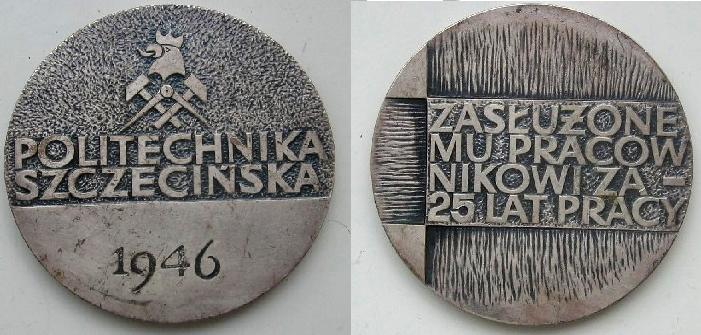 POLITECHNIKA
SZCZECIŃSKA
1946
ZASŁUŻONE
MU PRACOW
NIKOWI ZA –
25 LAT PRACY